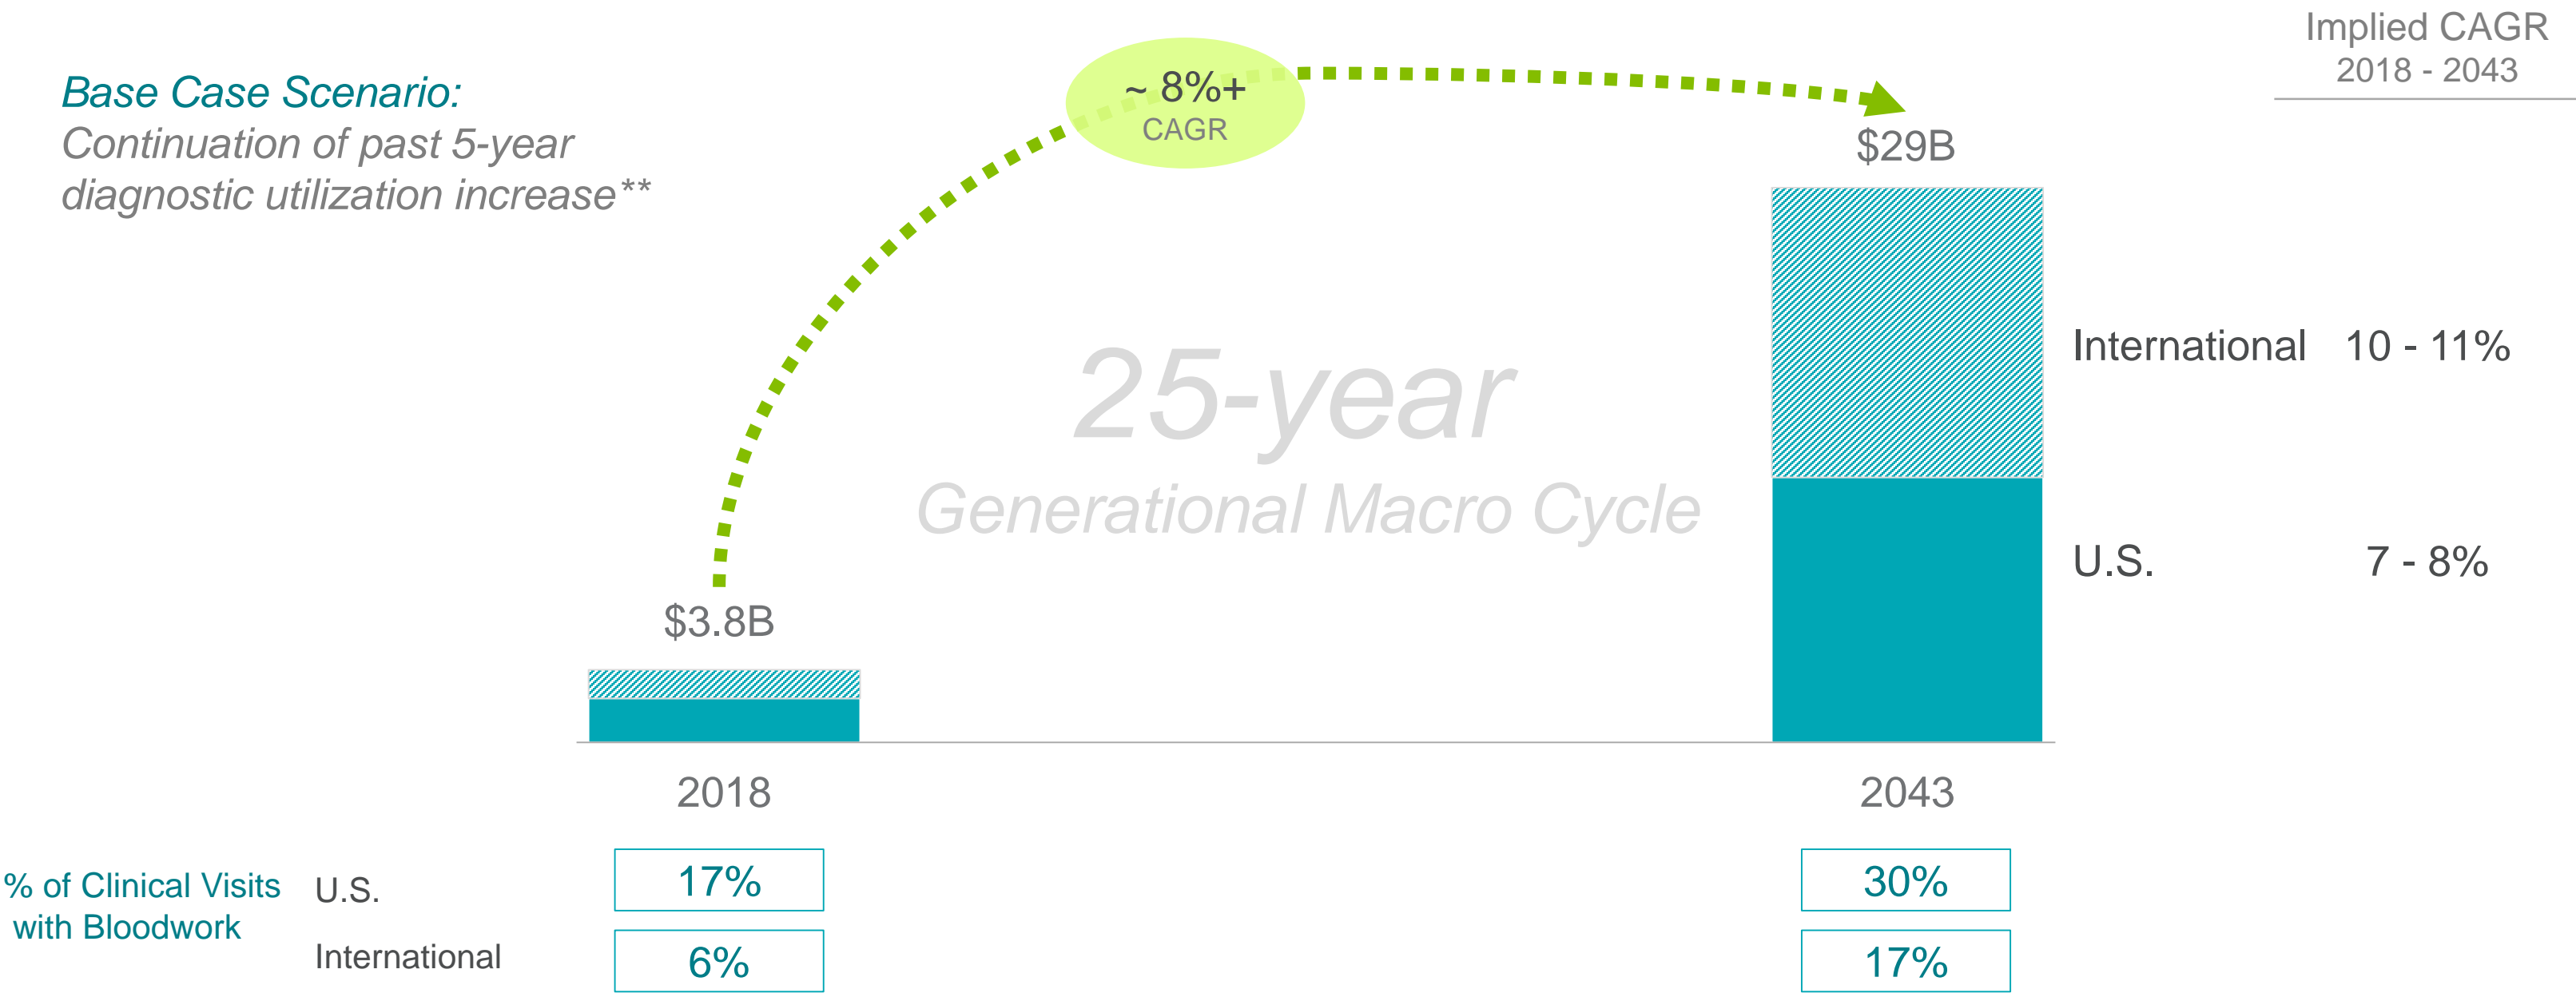 Implied CAGR
2018 - 2043
Base Case Scenario:
Continuation of past 5-year
diagnostic utilization increase**
~ 8%+
CAGR
$29B
25-year
Generational Macro Cycle
International 10 - 11%
U.S. 7 - 8%
$3.8B
2018 2043
% of Clinical Visits
with Bloodwork
U.S. 17% 30%
International 6% 17%